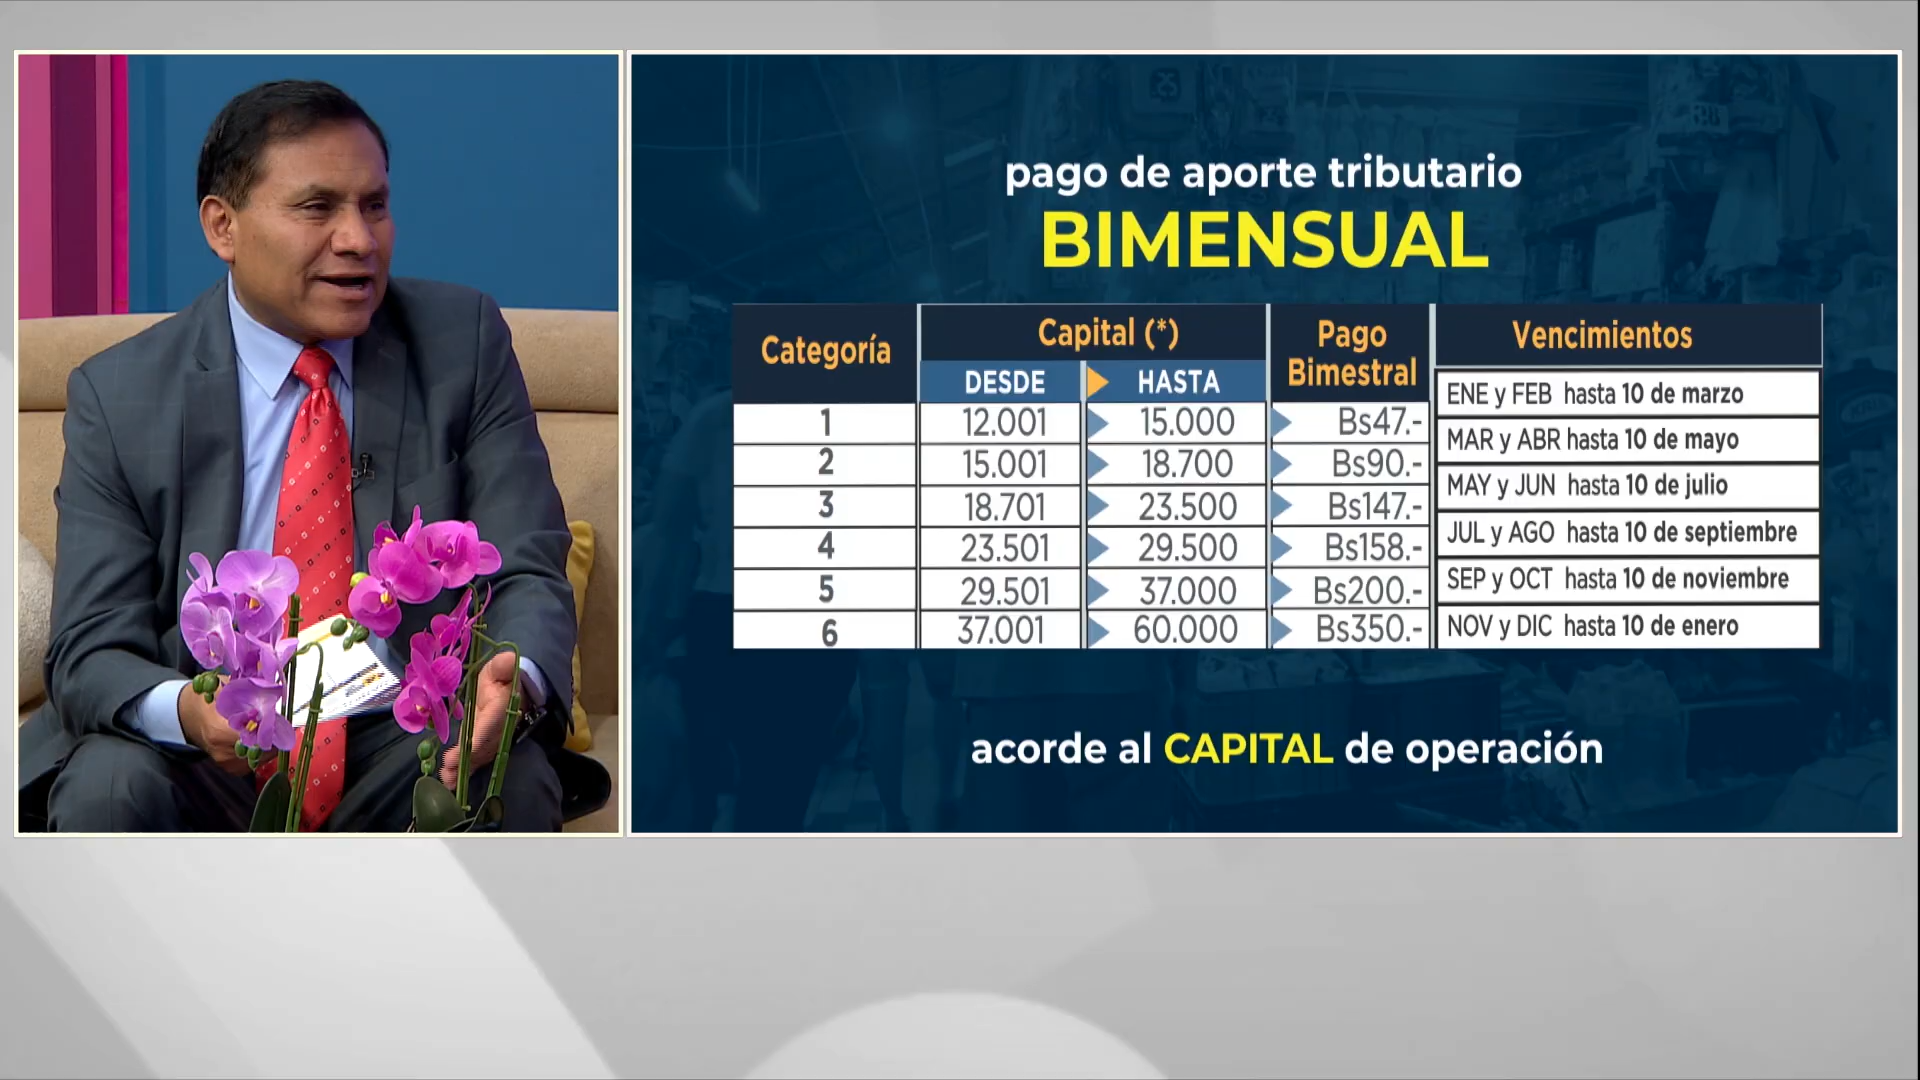 pago de aporte tributario
BIMENSUAL
Categoría Capital (*) Pago Bimestral Vencimientos
DESDE HASTA
1 12.001 15.000 Bs47.- ENE y FEB hasta 10 de marzo
2 15.001 18.700 Bs90.- MAR y ABR hasta 10 de mayo
3 18.701 23.500 Bs147.- MAY y JUN hasta 10 de julio
4 23.501 29.500 Bs158.- JUL y AGO hasta 10 de septiembre
5 29.501 37.000 Bs200.- SEP y OCT hasta 10 de noviembre
6 37.001 60.000 Bs350.- NOV y DIC hasta 10 de enero
acorde al CAPITAL de operación